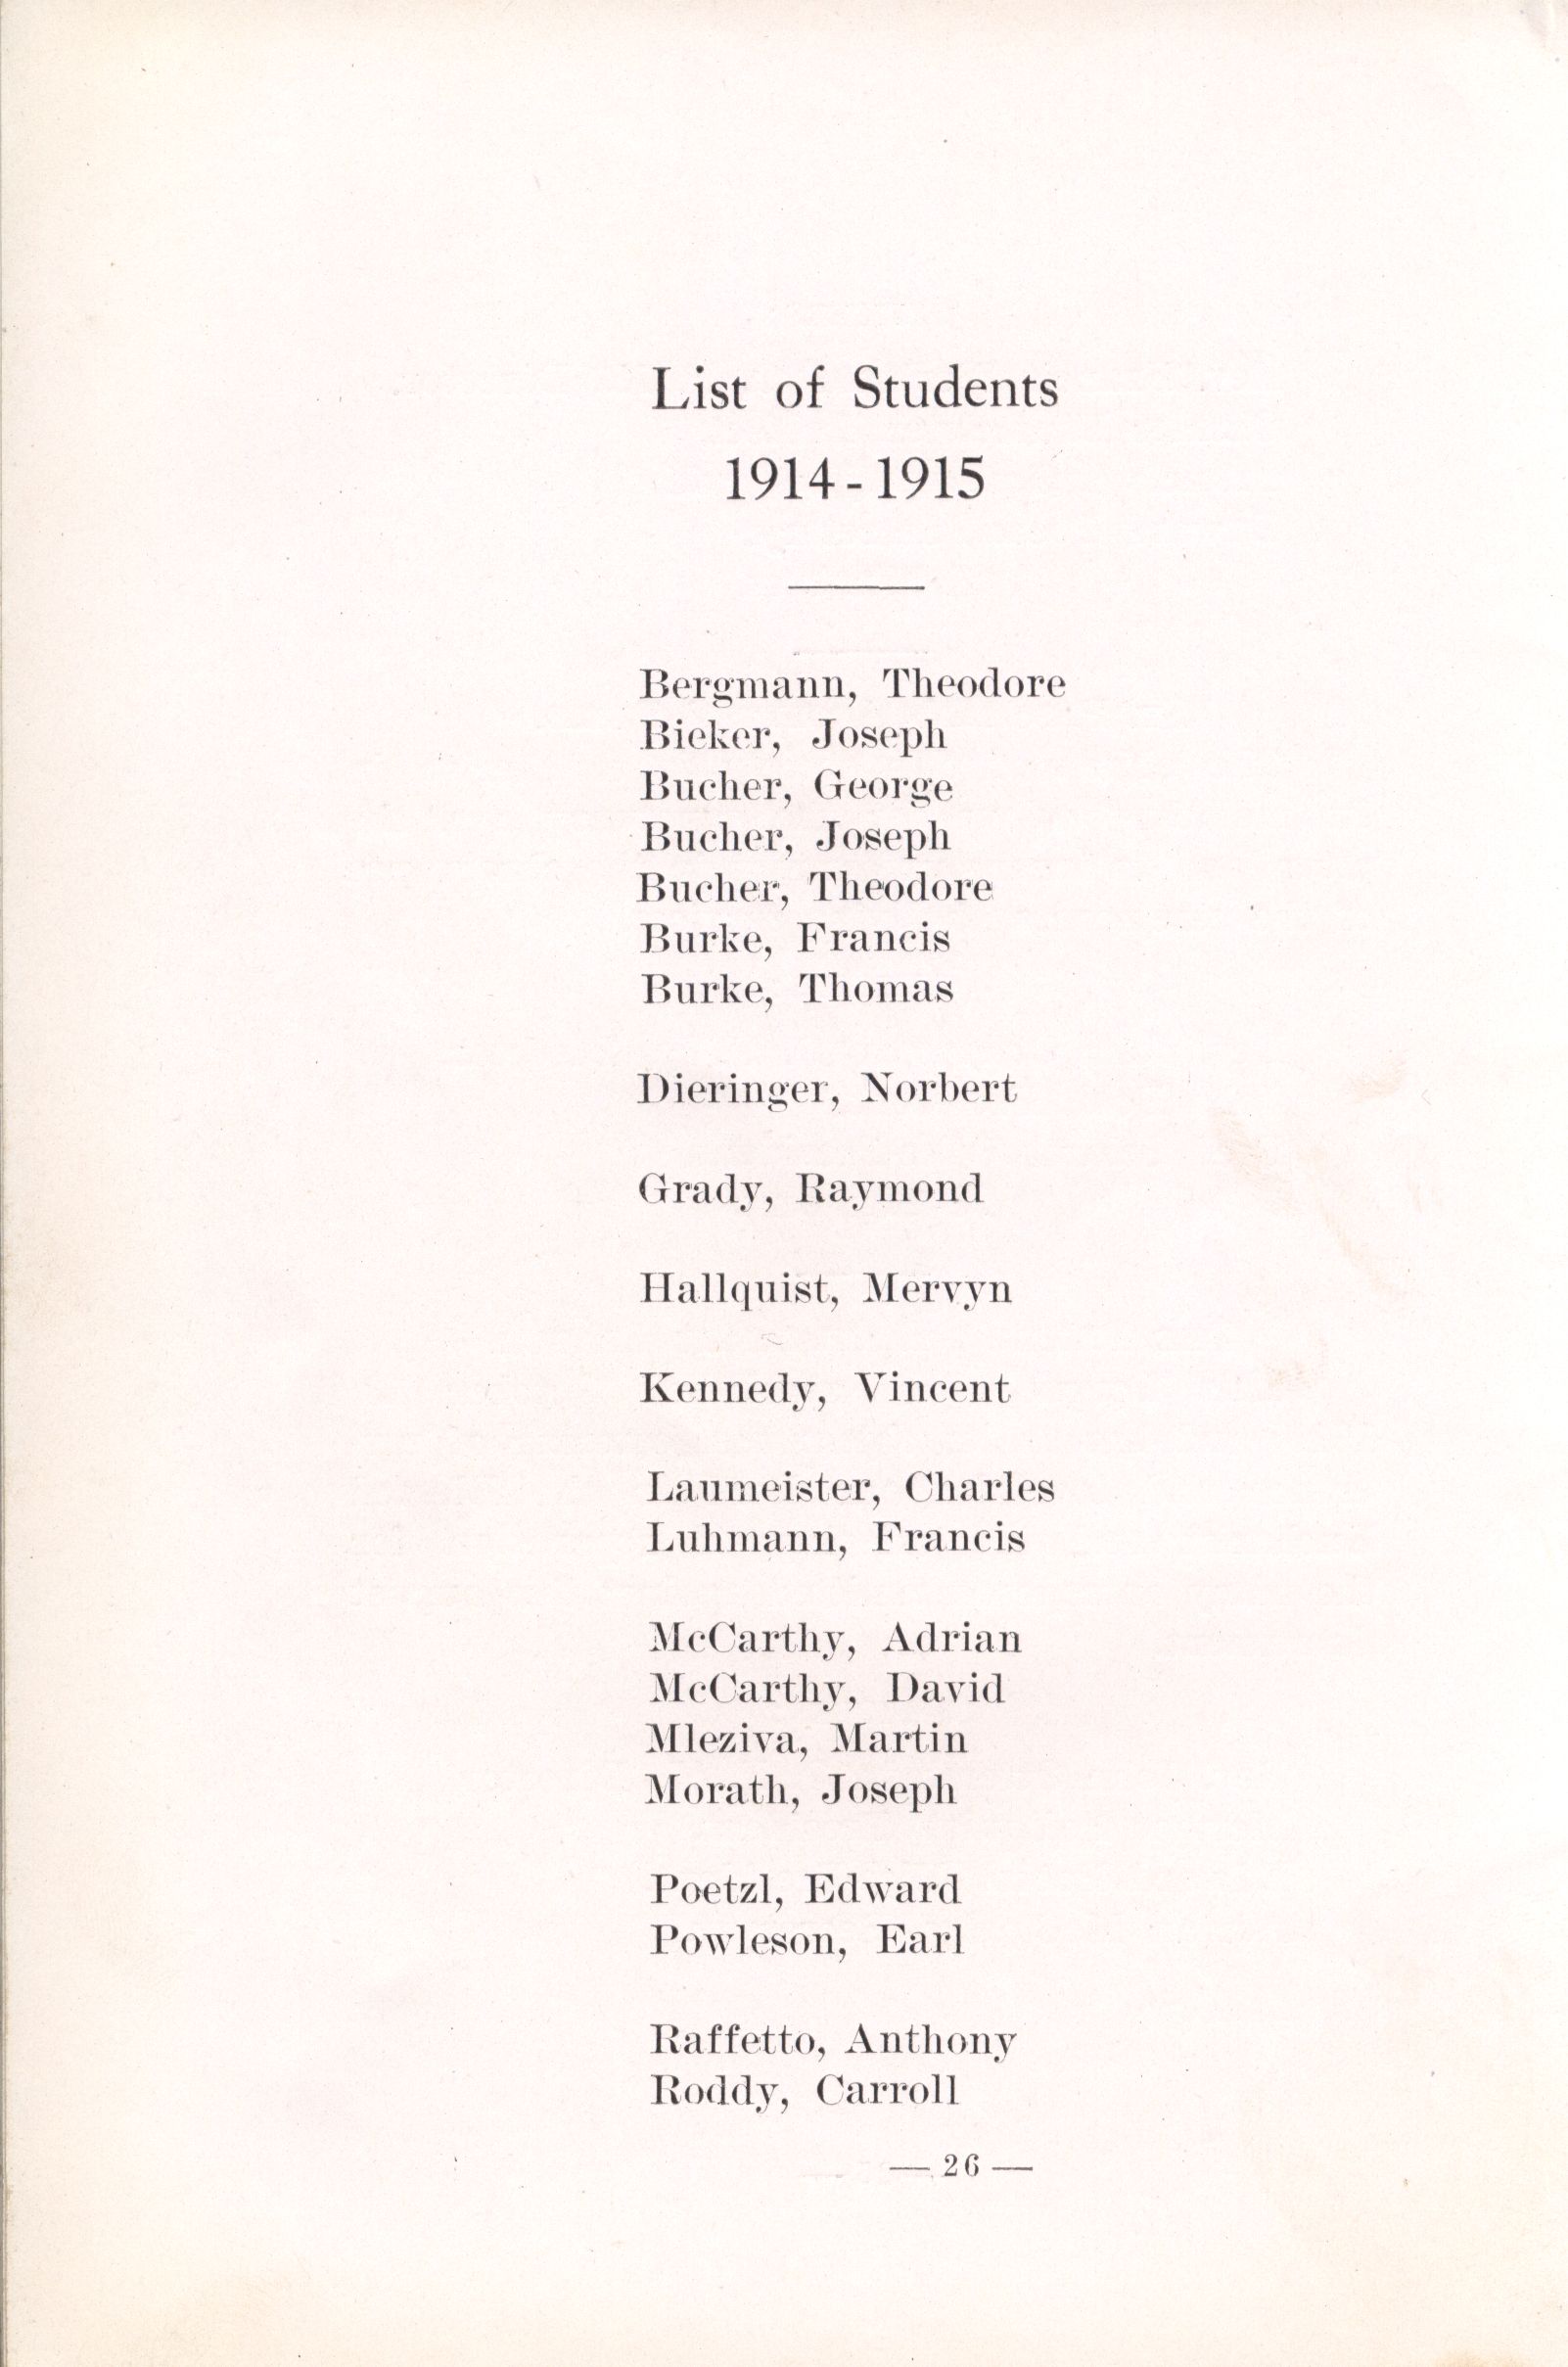 List of Students
1914-1915
Bergmann, Theodore
Bieker, Joseph
Bucher, George
Bucher, Joseph
Bucher, Theodore
Burke, Francis
Burke, Thomas
Dieringer, Norbert
Grady, Raymond
Hallquist, Mervyn
Kennedy, Vincent
Laumeister, Charles
Luhmann, Francis
McCarthy, Adrian
McCarthy, David
Mleziva, Martin
Morath, Joseph
Poetzl, Edward
Powleson, Earl
Raffetto, Anthony
Roddy, Carroll
— 26 —